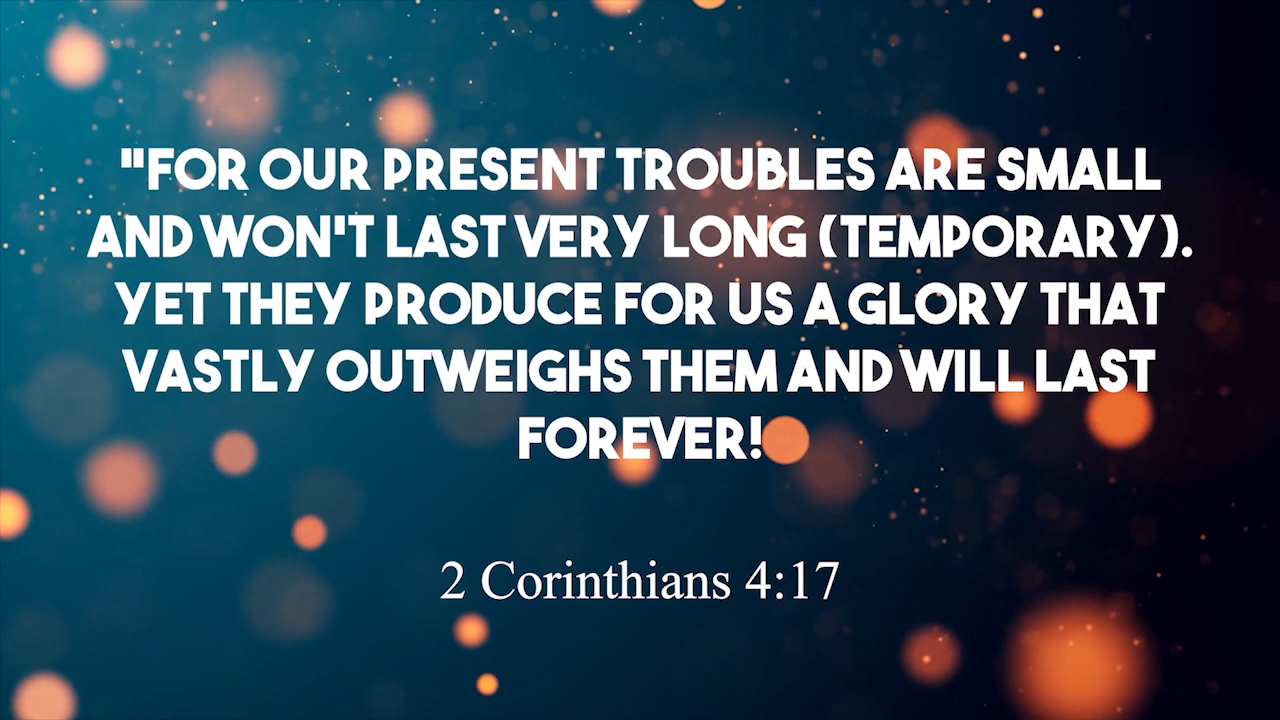 "FOR OUR PRESENT TROUBLES ARE SMALL
AND WON'T LAST VERY LONG (TEMPORARY).
YET THEY PRODUCE FOR US A GLORY THAT
VASTLY OUTWEIGHS THEM AND WILL LAST
FOREVER!
2 Corinthians 4:17